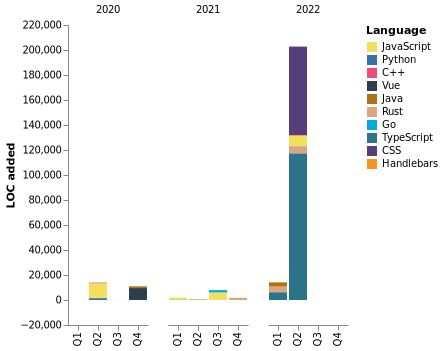 2020 2021 2022
Language
JavaScript
Python
C++
Vue
Java
Rust
Go
TypeScript
CSS
Handlebars
LOC added
220,000
200,000
180,000
160,000
140,000
120,000
100,000
80,000
60,000
40,000
20,000
0
−20,000
Q1 Q2 Q3 Q4 Q1 Q2 Q3 Q4 Q1 Q2 Q3 Q4